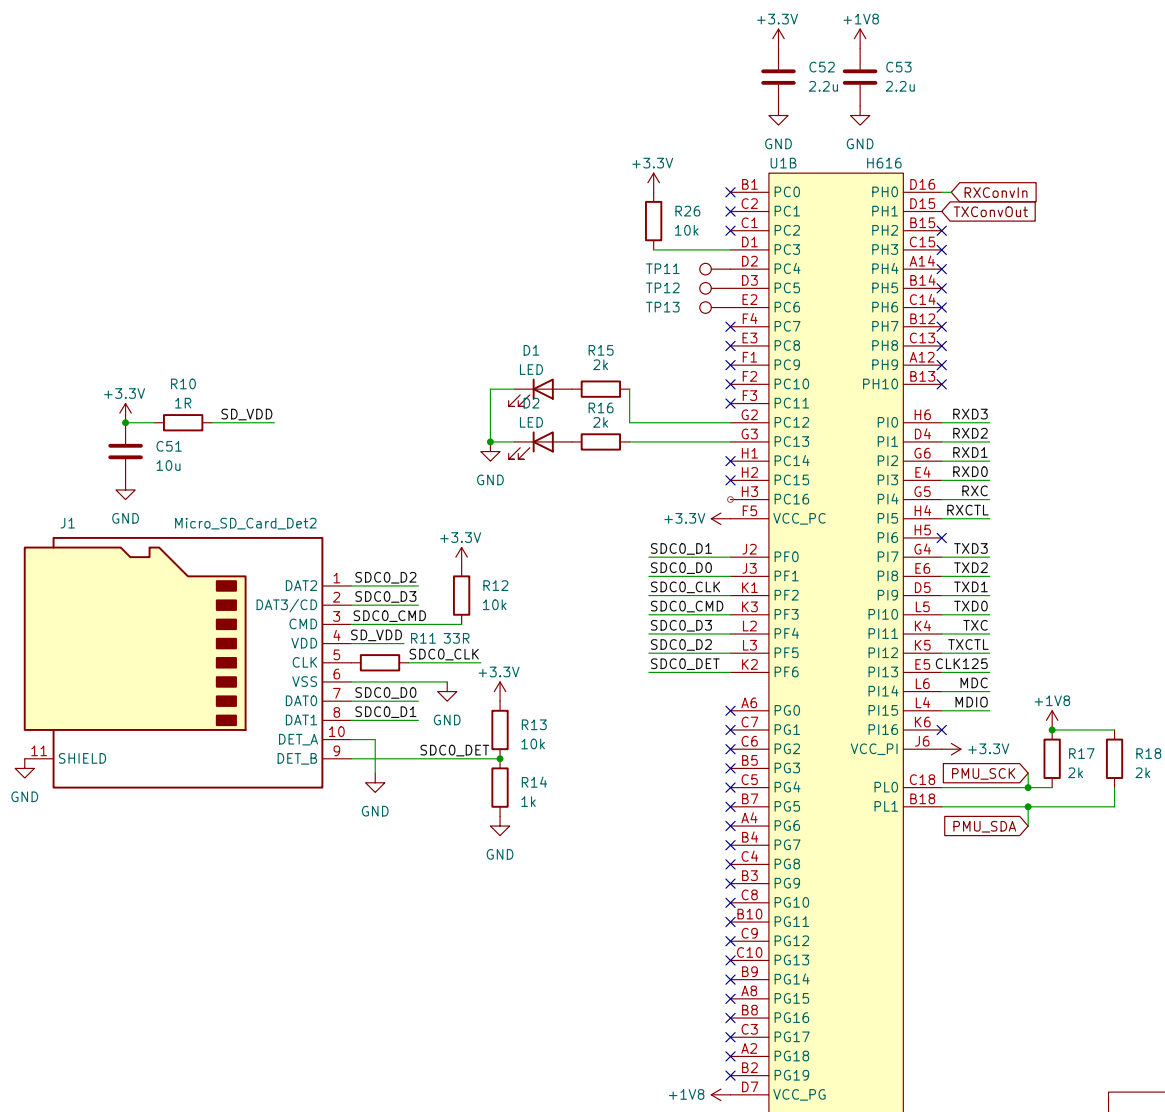 +3.3V
+1V8
C52
2.2u
C53
2.2u
GND
GND
U1B
H616
+3.3V
R26
10k
TP11
TP12
TP13
B1 PC0
C2 PC1
C1 PC2
D1 PC3
D2 PC4
D3 PC5
E2 PC6
F4 PC7
E3 PC8
F1 PC9
F2 PC10
F3 PC11
G2 PC12
G3 PC13
H1 PC14
H2 PC15
H3 PC16
+3.3V F5 VCC_PC
SDC0_D1 J2 PF0
SDC0_D0 J3 PF1
SDC0_CLK K1 PF2
SDC0_CMD K3 PF3
SDC0_D3 L2 PF4
SDC0_D2 L3 PF5
SDC0_DET K2 PF6
A6 PG0
C7 PG1
C6 PG2
B5 PG3
C5 PG4
B7 PG5
A4 PG6
B4 PG7
C4 PG8
B3 PG9
C8 PG10
B10 PG11
C9 PG12
C10 PG13
B9 PG14
A8 PG15
B8 PG16
C3 PG17
A2 PG18
B2 PG19
+1V8 D7 VCC_PG
PH0 D16 RXConvIn
PH1 D15 TXConvOut
PH2 B15
PH3 C15
PH4 A14
PH5 B14
PH6 C14
PH7 B12
PH8 C13
PH9 A12
PH10 B13
PI0 H6 RXD3
PI1 D4 RXD2
PI2 G6 RXD1
PI3 E4 RXD0
PI4 G5 RXC
PI5 H4 RXCTL
PI6 H5
PI7 G4 TXD3
PI8 E6 TXD2
PI9 D5 TXD1
PI10 L5 TXD0
PI11 K4 TXC
PI12 K5 TXCTL
PI13 E5 CLK125
PI14 L6 MDC
PI15 L4 MDIO
PI16 K6
VCC_PI J6 +3.3V
PL0 C18 PMU_SCK
PL1 B18
PMU_SDA
+1V8
R17
2k
R18
2k
D1
LED
R15
2k
D2
LED
R16
2k
GND
+3.3V
R10
1R
SD_VDD
C51
10u
GND
J1
Micro_SD_Card_Det2
DAT2 1 SDC0_D2
DAT3/CD 2 SDC0_D3
CMD 3 SDC0_CMD
VDD 4 SD_VDD
CLK 5 R11 33R SDC0_CLK
VSS 6
DAT0 7 SDC0_D0
DAT1 8 SDC0_D1
DET_A 10
DET_B 9 SDC0_DET
11 SHIELD
GND
+3.3V
R12
10k
GND
+3.3V
R13
10k
R14
1k
GND
GND